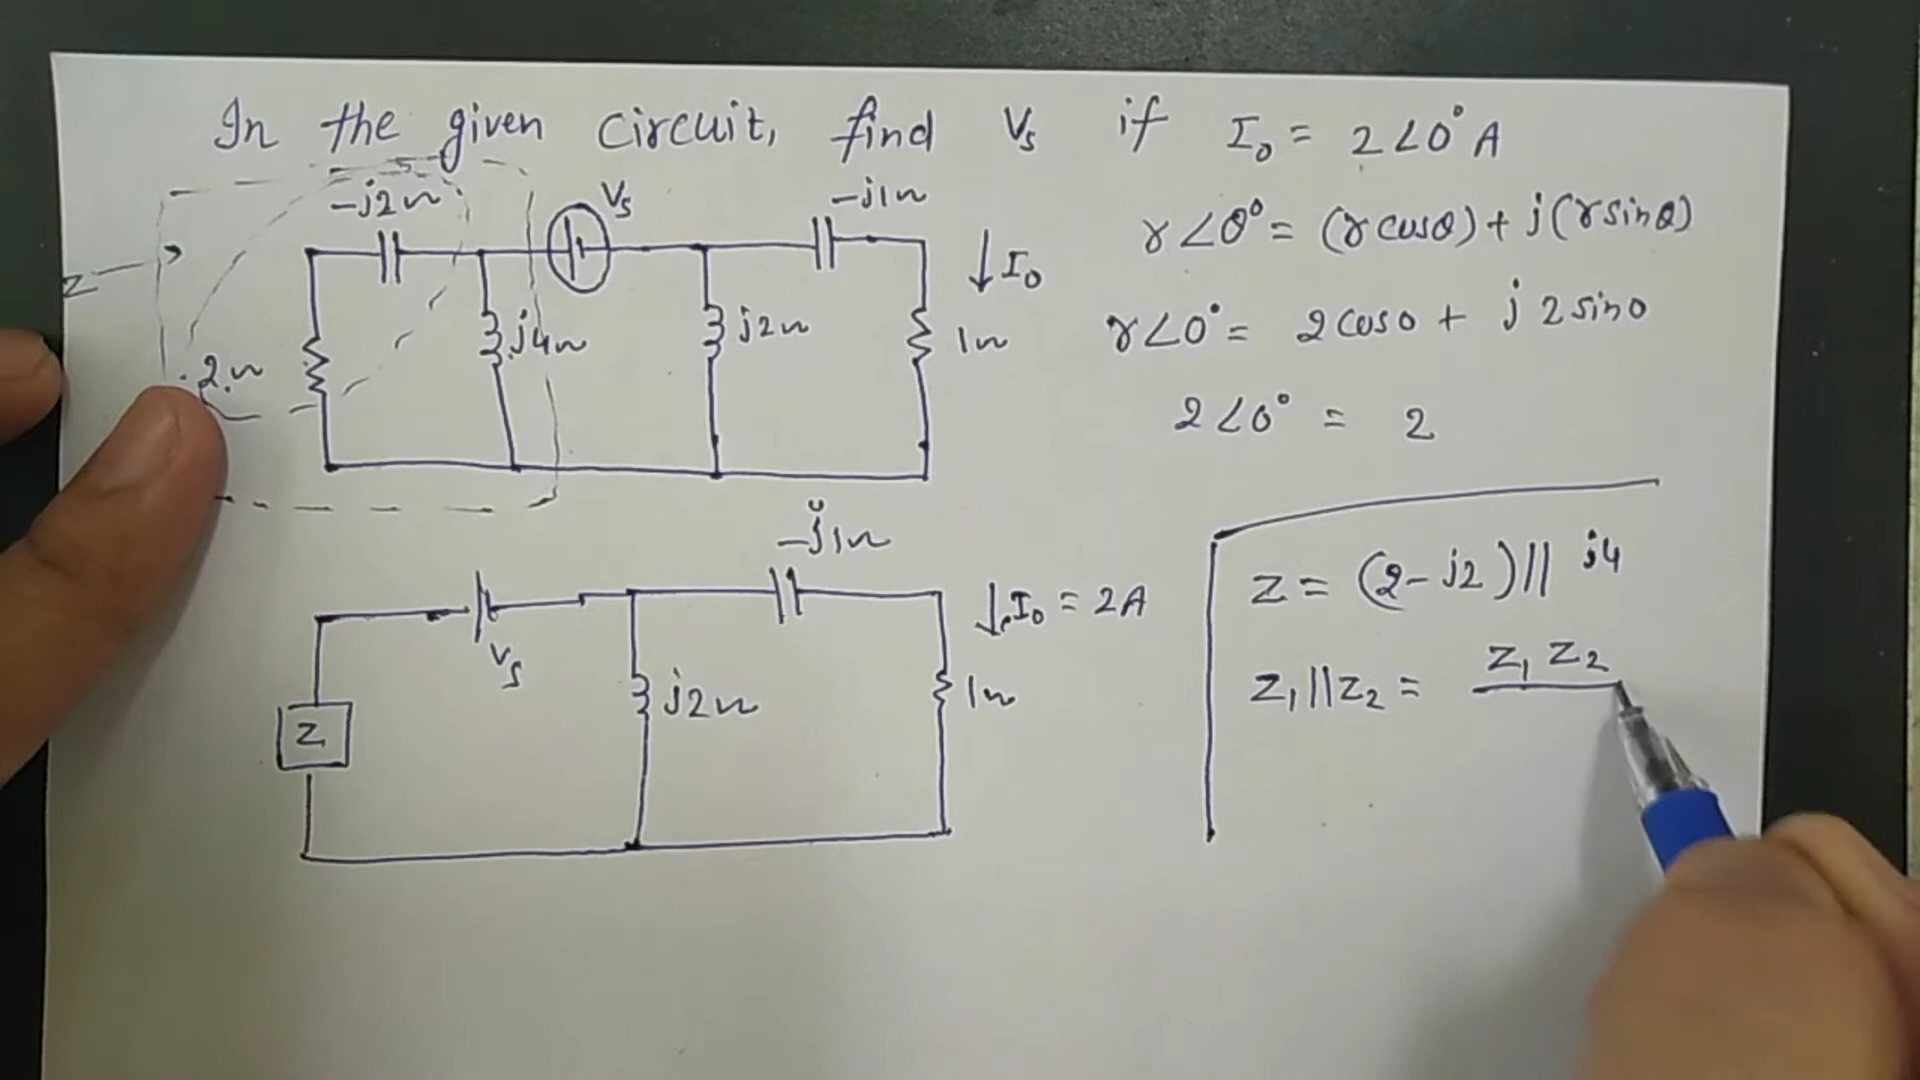 In the given circuit, find Vs if I0 = 2∠0° A
-j2Ω
Vs
-j1Ω
Z
2Ω
j4Ω
j2Ω
1Ω
I0
r∠θ° = (r cosθ) + j(r sinθ)
r∠0° = 2 cos0 + j 2 sin0
2∠0° = 2
-j1Ω
Vs
Z
j2Ω
1Ω
I0 = 2A
Z = (2-j2) || j4
Z1||Z2 = Z1 Z2